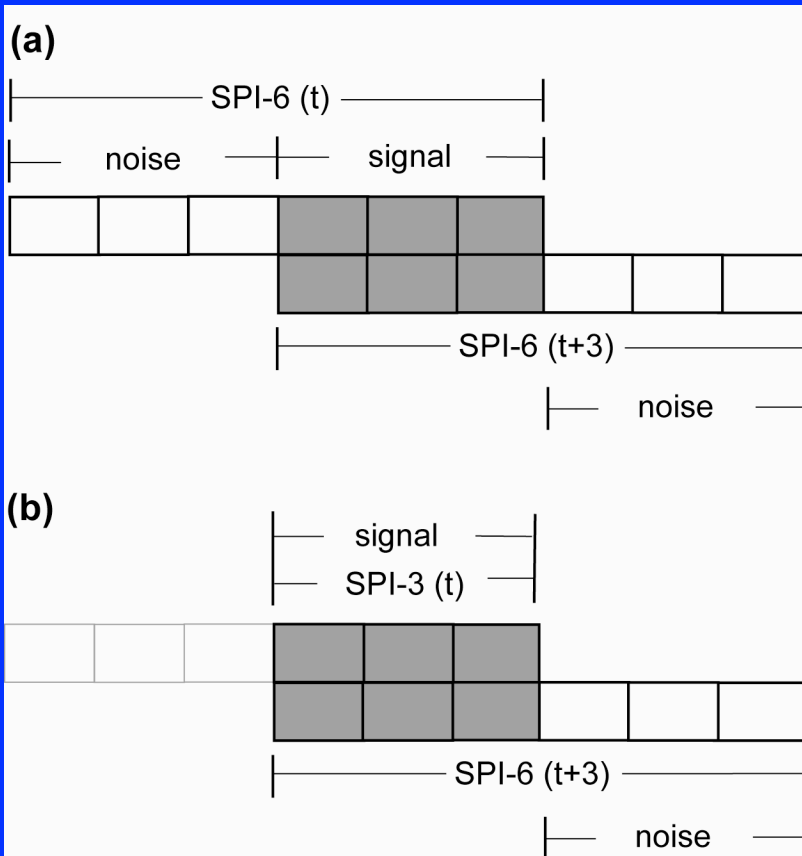 (a)
SPI-6 (t)
noise signal
SPI-6 (t+3)
noise
(b)
signal
SPI-3 (t)
SPI-6 (t+3)
noise